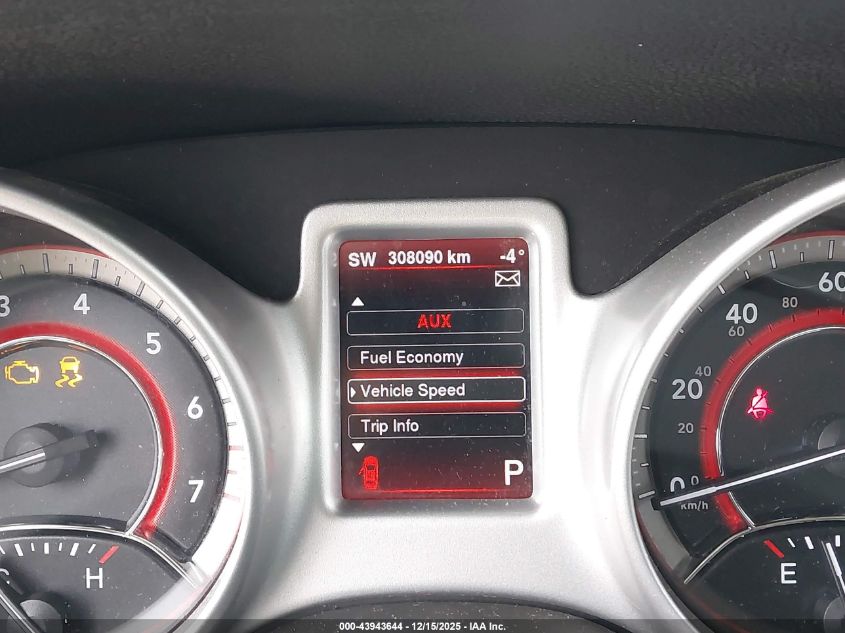 SW 308090 km -4°
AUX
Fuel Economy
Vehicle Speed
Trip Info
P
3 4 5 6 7
H
0 20 40 60
0 20 40 60 80
km/h
E
000-43943644 - 12/15/2025 - IAA Inc.